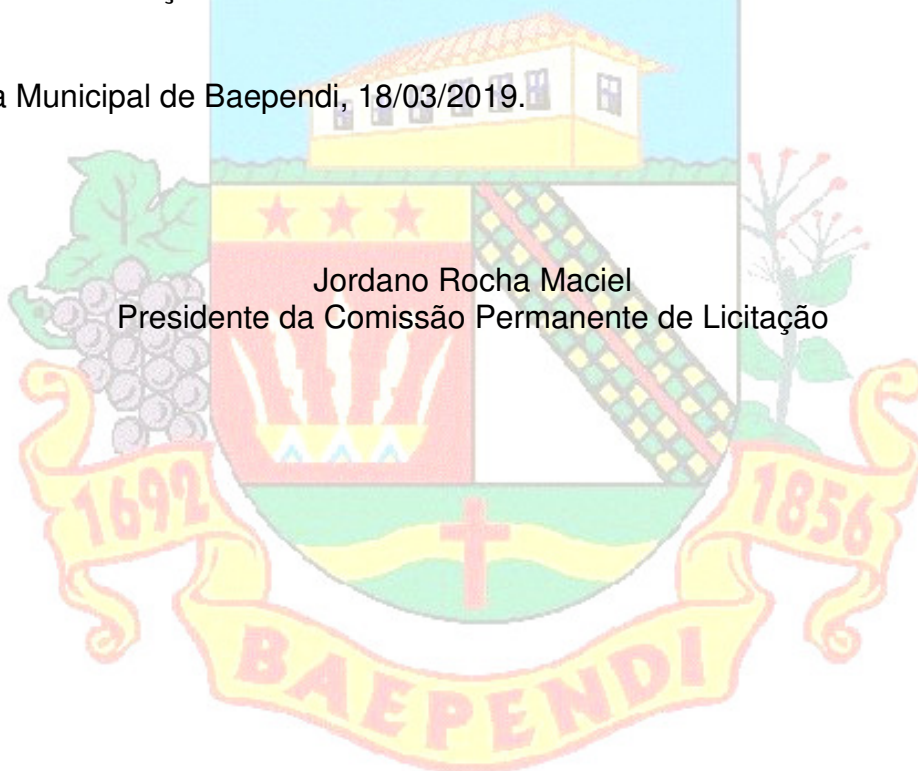 a Municipal de Baependi, 18/03/2019.
Jordano Rocha Maciel
Presidente da Comissão Permanente de Licitação
1692
1856
BAEPENDI